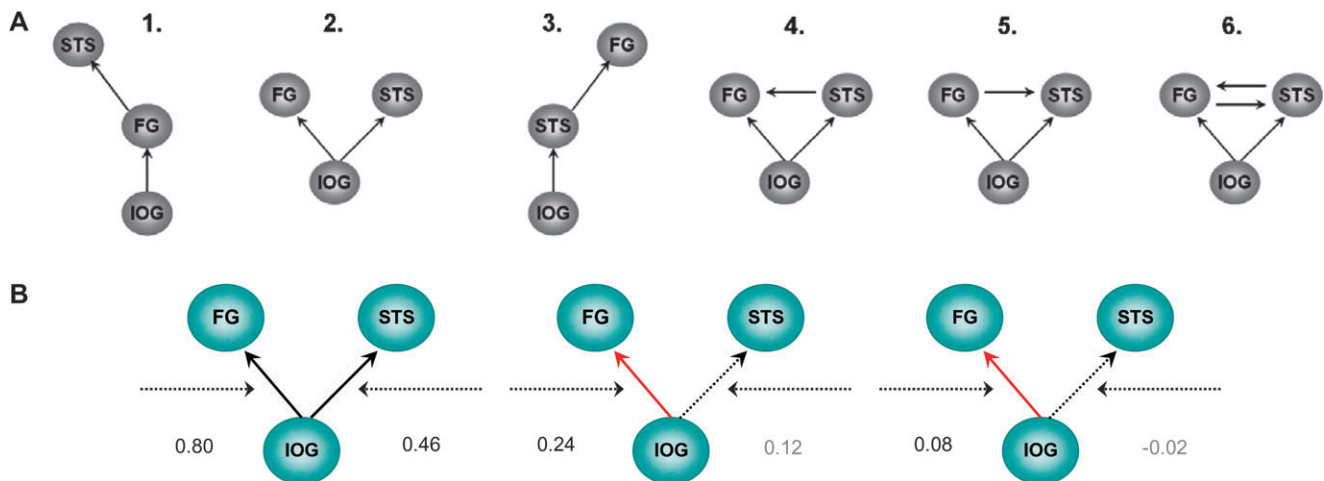 A
1. 2. 3. 4. 5. 6.
STS FG
FG STS FG STS FG STS FG STS
FG STS
IOG IOG IOG IOG
IOG IOG
B
FG STS FG STS FG STS
0.80 IOG 0.46 0.24 IOG 0.12 0.08 IOG -0.02